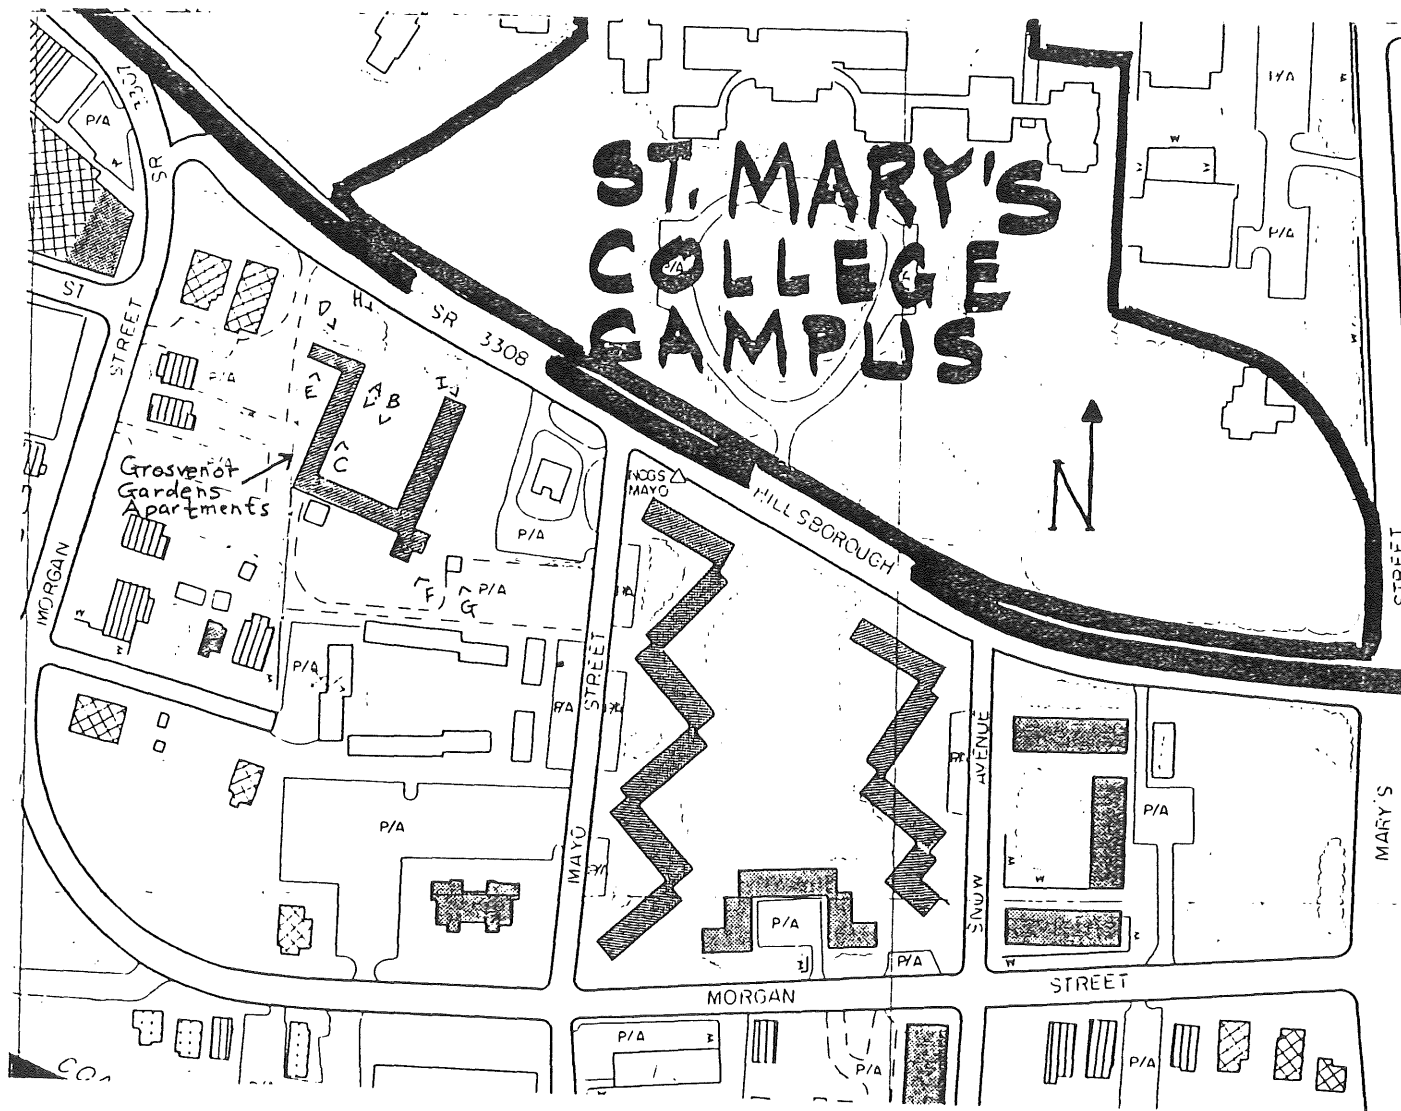 ST. MARY'S
COLLEGE
CAMPUS
SR 3307
P/A
P/A
P/A
P/A
ST
STREET
MORGAN
P/A
D
H
SR 3308
E
A
B
I
C
Grosvenor
Gardens
Apartments
NCGS
MAYO
HILLSBOROUGH
N
P/A
F
G
P/A
P/A
P/A
STREET
MAYO
P/A
AVENUE
SNOW
P/A
STREET
MARY'S
P/A
P/A
MORGAN
STREET
P/A
P/A
P/A